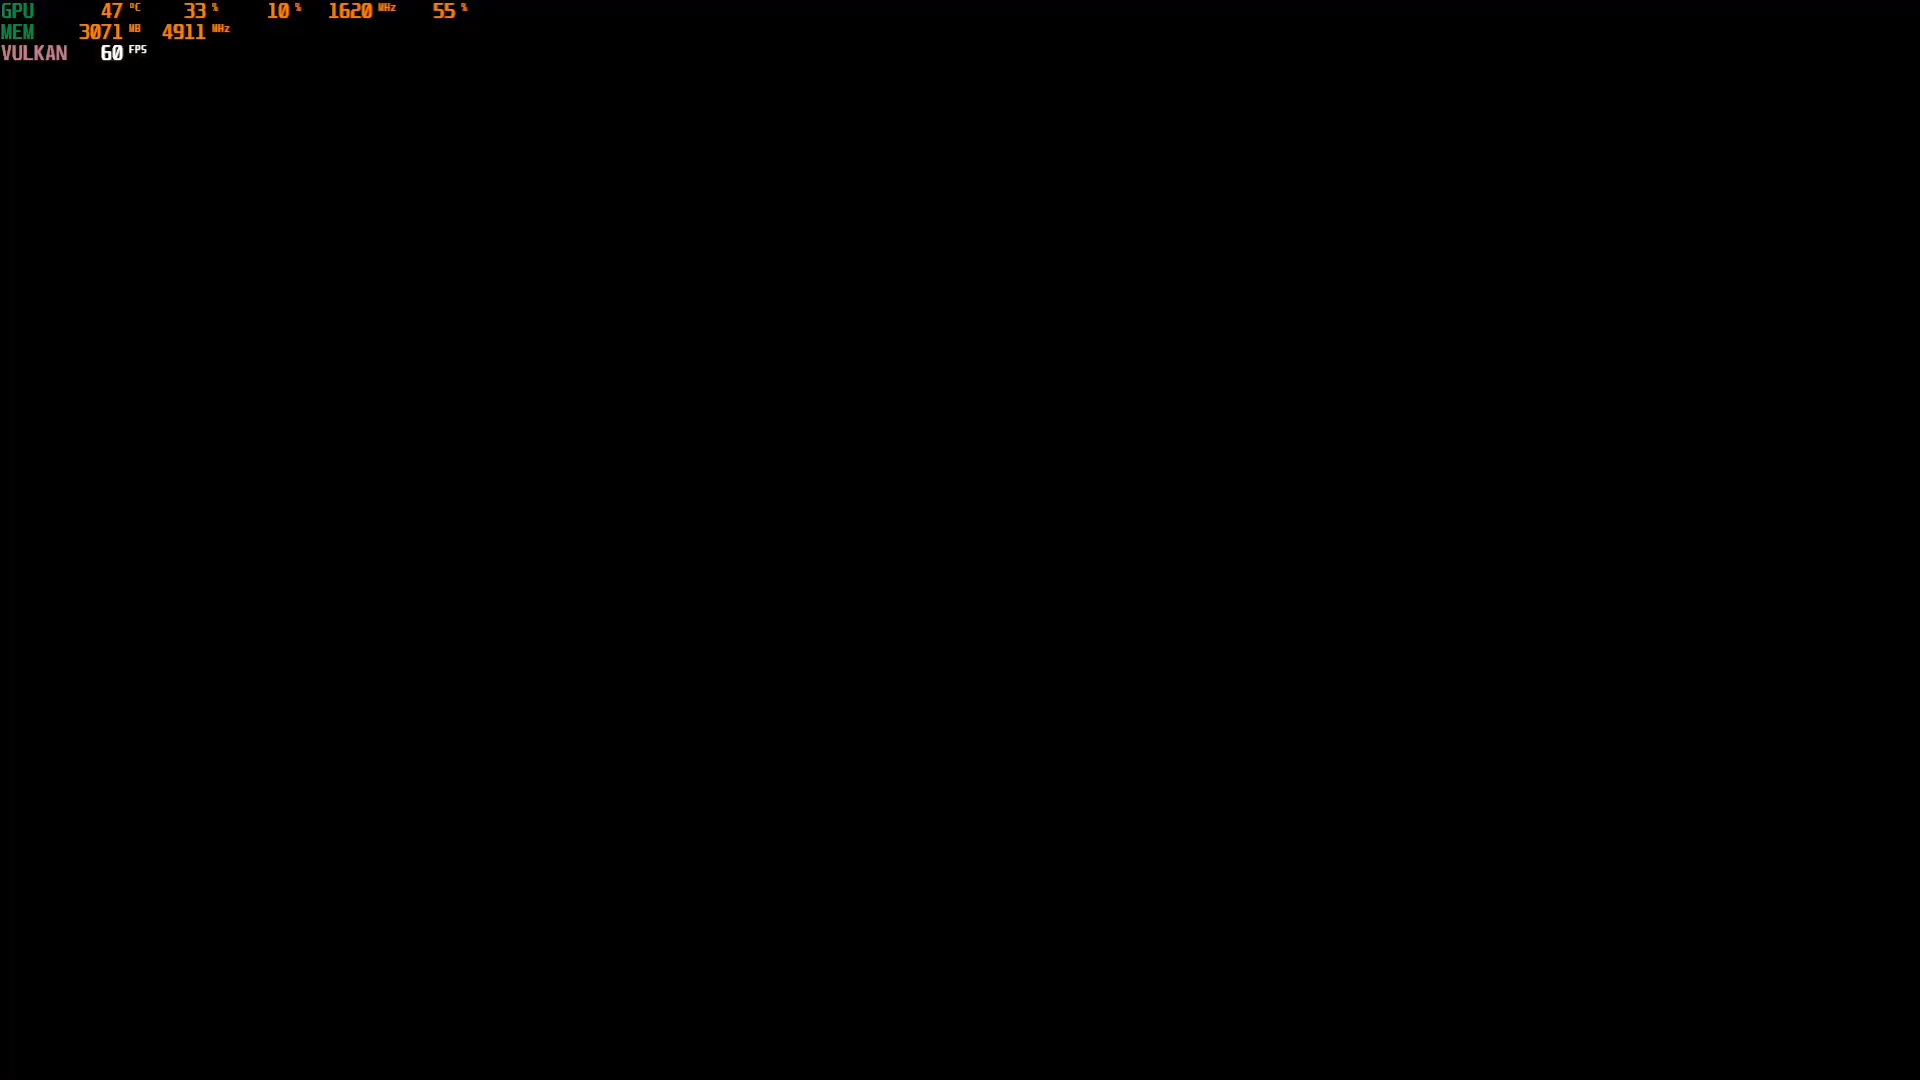 GPU 47 °C 33 % 10 % 1620 MHz 55 %
MEM 3071 MB 4911 MHz
VULKAN 60 FPS